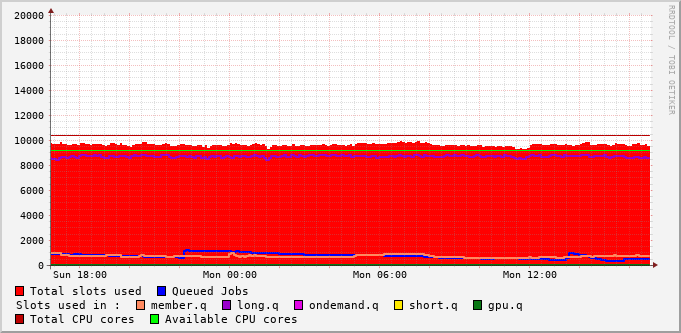 RRDTOOL / TOBI OETIKER
20000
18000
16000
14000
12000
10000
8000
6000
4000
2000
0
Sun 18:00 Mon 00:00 Mon 06:00 Mon 12:00
Total slots used Queued Jobs
Slots used in : member.q long.q ondemand.q short.q gpu.q
Total CPU cores Available CPU cores